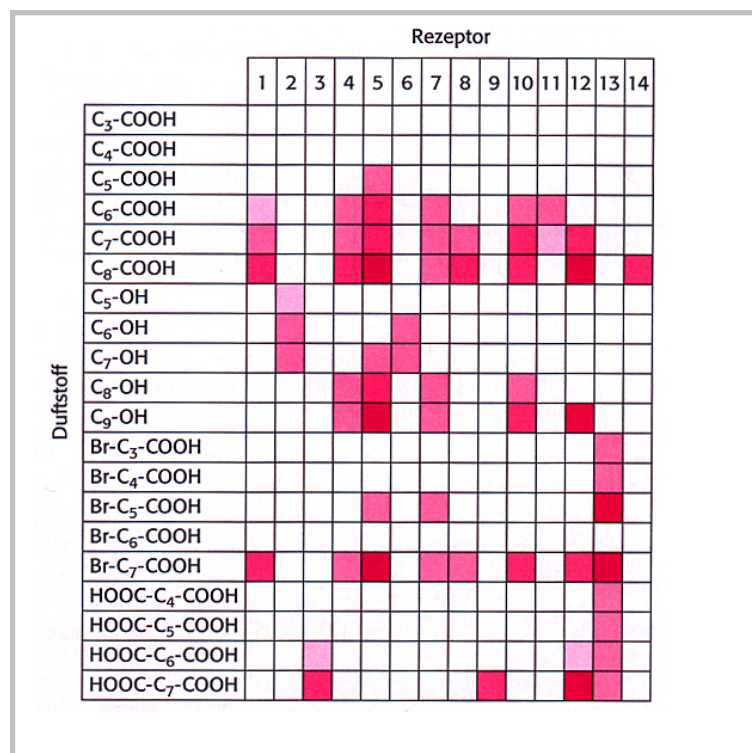 Rezeptor
1 2 3 4 5 6 7 8 9 10 11 12 13 14
Duftstoff
C₃-COOH
C₄-COOH
C₅-COOH
C₆-COOH
C₇-COOH
C₈-COOH
C₅-OH
C₆-OH
C₇-OH
C₈-OH
C₉-OH
Br-C₃-COOH
Br-C₄-COOH
Br-C₅-COOH
Br-C₆-COOH
Br-C₇-COOH
HOOC-C₄-COOH
HOOC-C₅-COOH
HOOC-C₆-COOH
HOOC-C₇-COOH